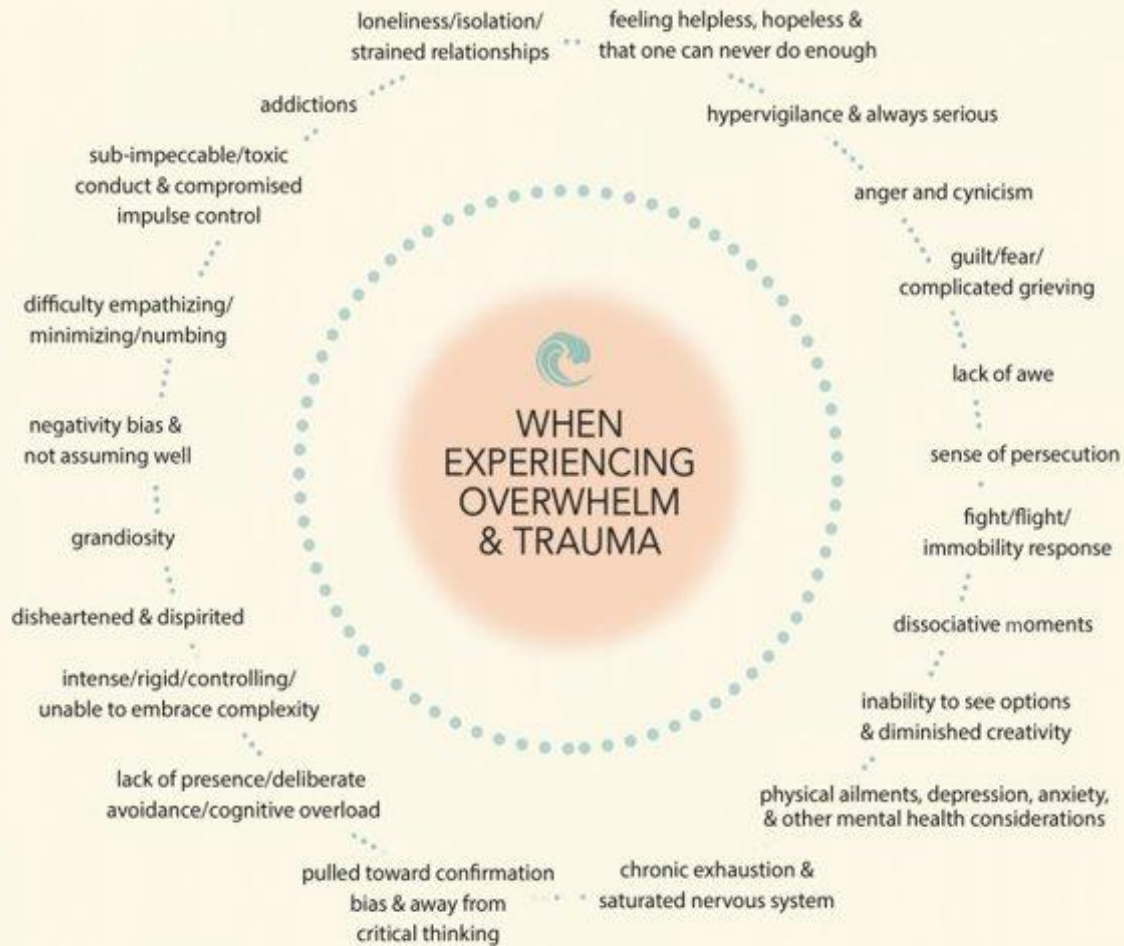 WHEN
EXPERIENCING
OVERWHELM
& TRAUMA
feeling helpless, hopeless &
that one can never do enough
hypervigilance & always serious
anger and cynicism
guilt/fear/
complicated grieving
lack of awe
sense of persecution
fight/flight/
immobility response
dissociative moments
inability to see options
& diminished creativity
physical ailments, depression, anxiety,
& other mental health considerations
chronic exhaustion &
saturated nervous system
pulled toward confirmation
bias & away from
critical thinking
lack of presence/deliberate
avoidance/cognitive overload
intense/rigid/controlling/
unable to embrace complexity
disheartened & dispirited
grandiosity
negativity bias &
not assuming well
difficulty empathizing/
minimizing/numbing
sub-impeccable/toxic
conduct & compromised
impulse control
addictions
loneliness/isolation/
strained relationships